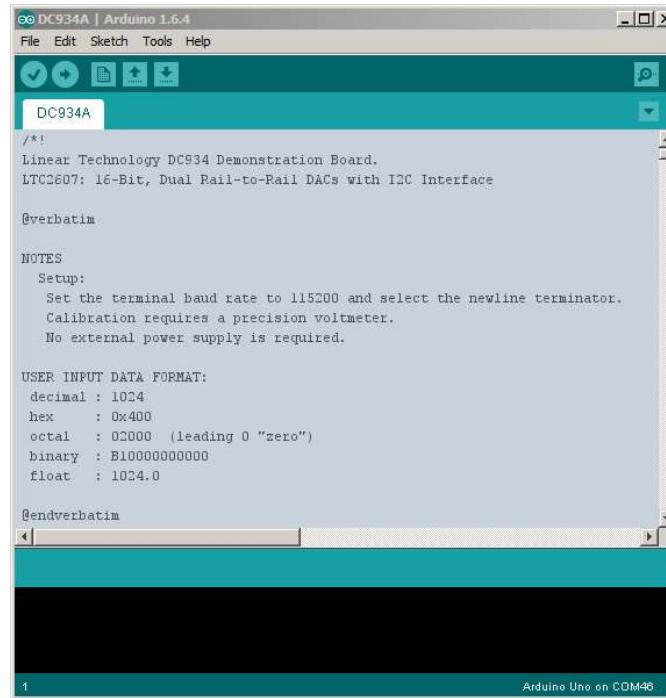 DC934A | Arduino 1.6.4
File Edit Sketch Tools Help
DC934A
/*!
Linear Technology DC934 Demonstration Board.
LTC2607: 16-Bit, Dual Rail-to-Rail DACs with I2C Interface
@verbatim
NOTES
Setup:
Set the terminal baud rate to 115200 and select the newline terminator.
Calibration requires a precision voltmeter.
No external power supply is required.
USER INPUT DATA FORMAT:
decimal : 1024
hex : 0x400
octal : 02000 (leading 0 "zero")
binary : B10000000000
float : 1024.0
@endverbatim
1 Arduino Uno on COM46